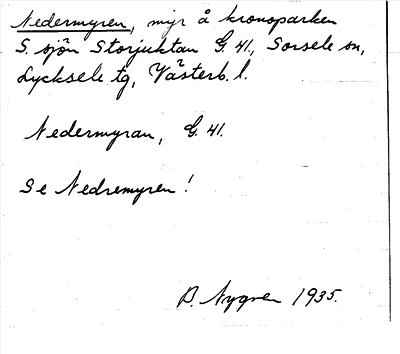 Nedermyren, myr å kronoparken
S. sjön Storjuktan G. 41., Sorsele sn,
Lycksele tg, Västerb. l.
Nedermyran, G. 41.
Se Nedremyren!
B. Nygren 1935.